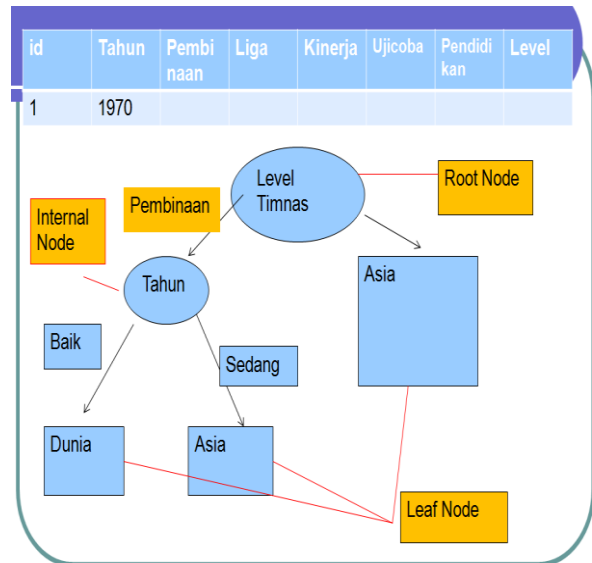 id Tahun Pembi Liga Kinerja Ujicoba Pendidi Level
naan kan
1 1970
Level
Timnas
Root Node
Pembinaan
Internal
Node
Tahun
Asia
Baik
Sedang
Dunia
Asia
Leaf Node